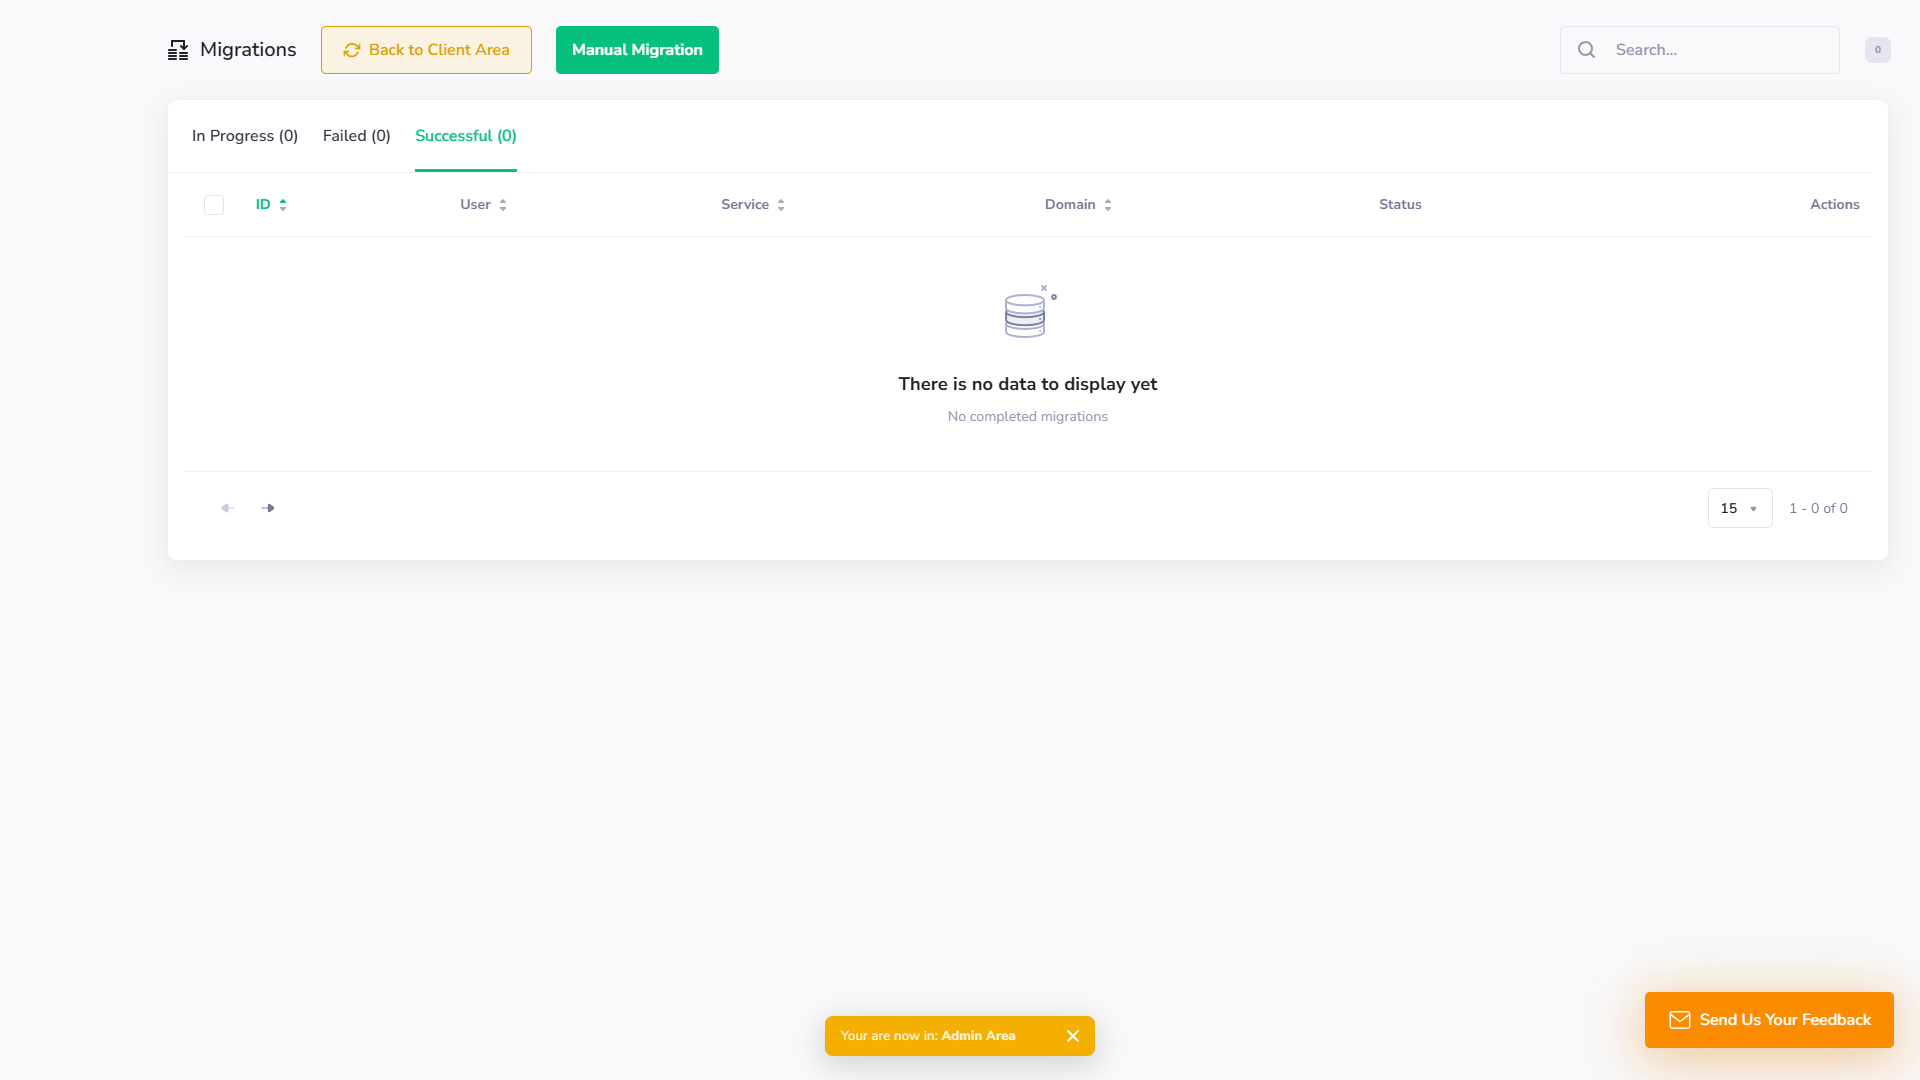 Migrations
Back to Client Area
Manual Migration
Search...
0
In Progress (0)
Failed (0)
Successful (0)
ID
User
Service
Domain
Status
Actions
There is no data to display yet
No completed migrations
15
1 - 0 of 0
Your are now in: Admin Area
Send Us Your Feedback